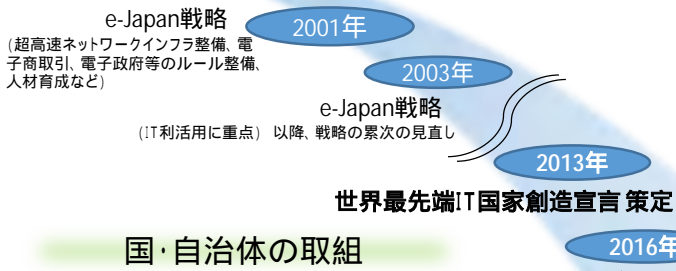 e-Japan戦略
2001年
(超高速ネットワークインフラ整備、電
子商取引、電子政府等のルール整備、
人材育成など)
2003年
e-Japan戦略
(IT利活用に重点) 以降、戦略の累次の見直し
2013年
世界最先端IT国家創造宣言 策定
国・自治体の取組
2016年